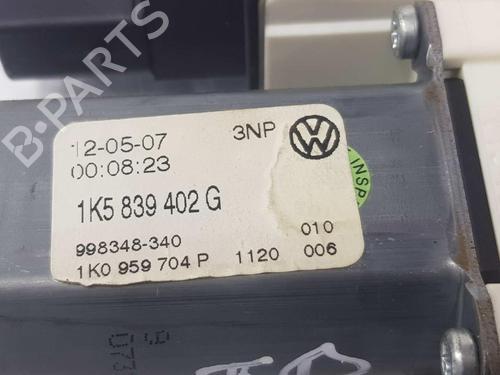 12-05-07 3NP
00:08:23
1K5 839 402 G
998348-340 010
1K0 959 704 P 1120 006
INSP
B-PARTS